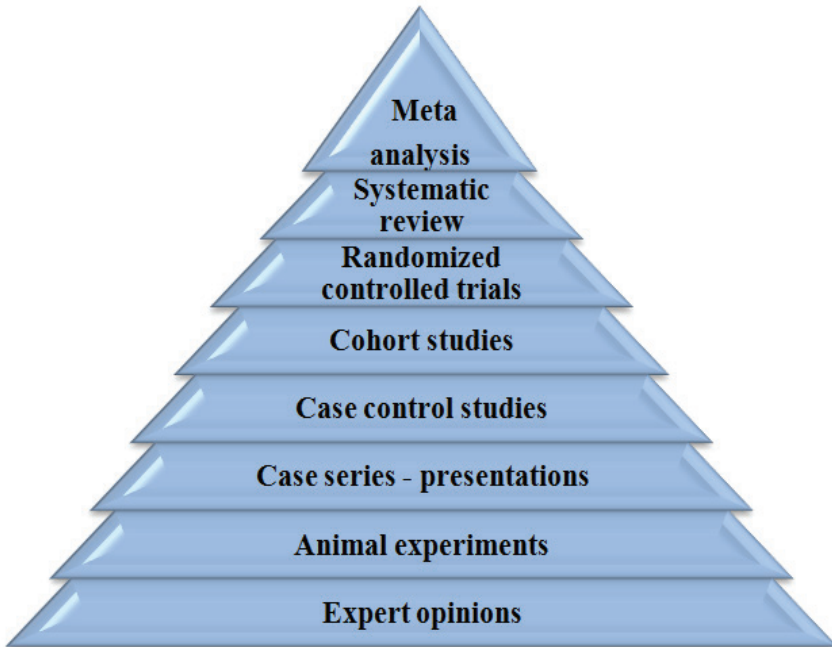 Meta
analysis
Systematic
review
Randomized
controlled trials
Cohort studies
Case control studies
Case series - presentations
Animal experiments
Expert opinions